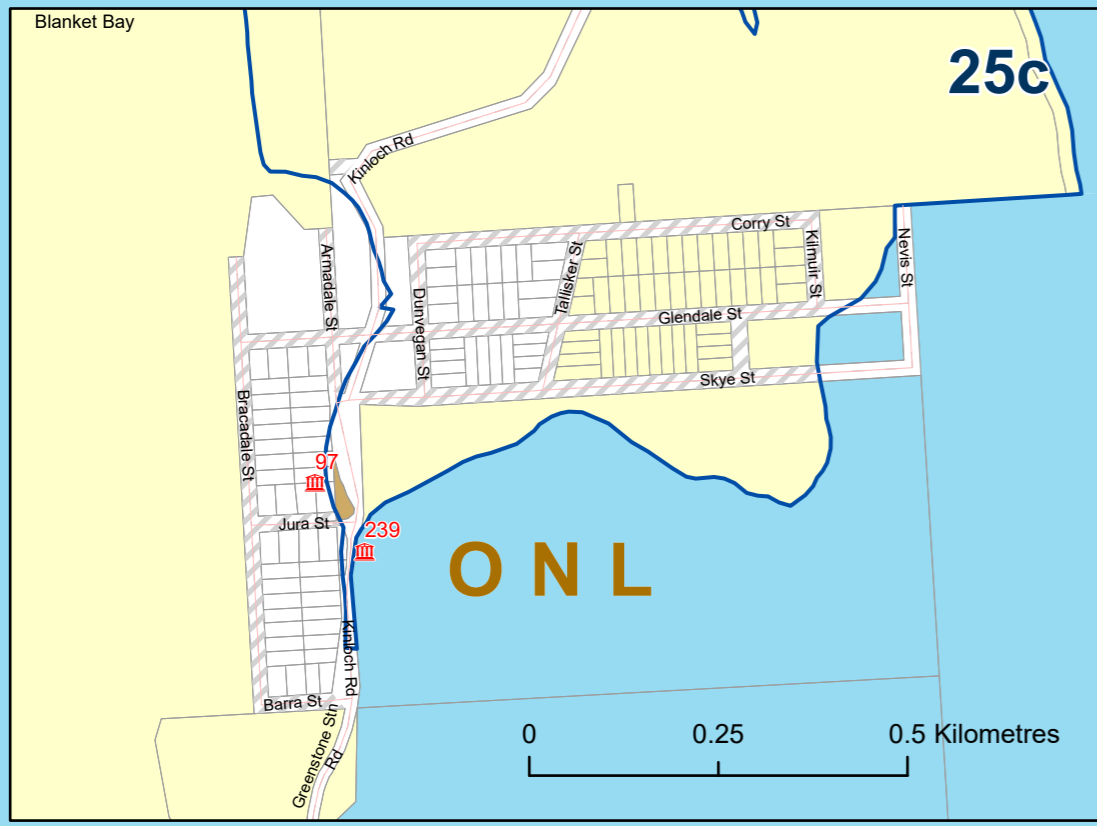 Blanket Bay
25c
Kinloch Rd
Corry St
Armadale St
Tallisker St
Kilmuir St
Nevis St
Dunvegan St
Glendale St
Skye St
Bracadale St
97
Jura St
239
O N L
Kinloch Rd
Barra St
Greenstone Stn
Rd
0 0.25 0.5 Kilometres